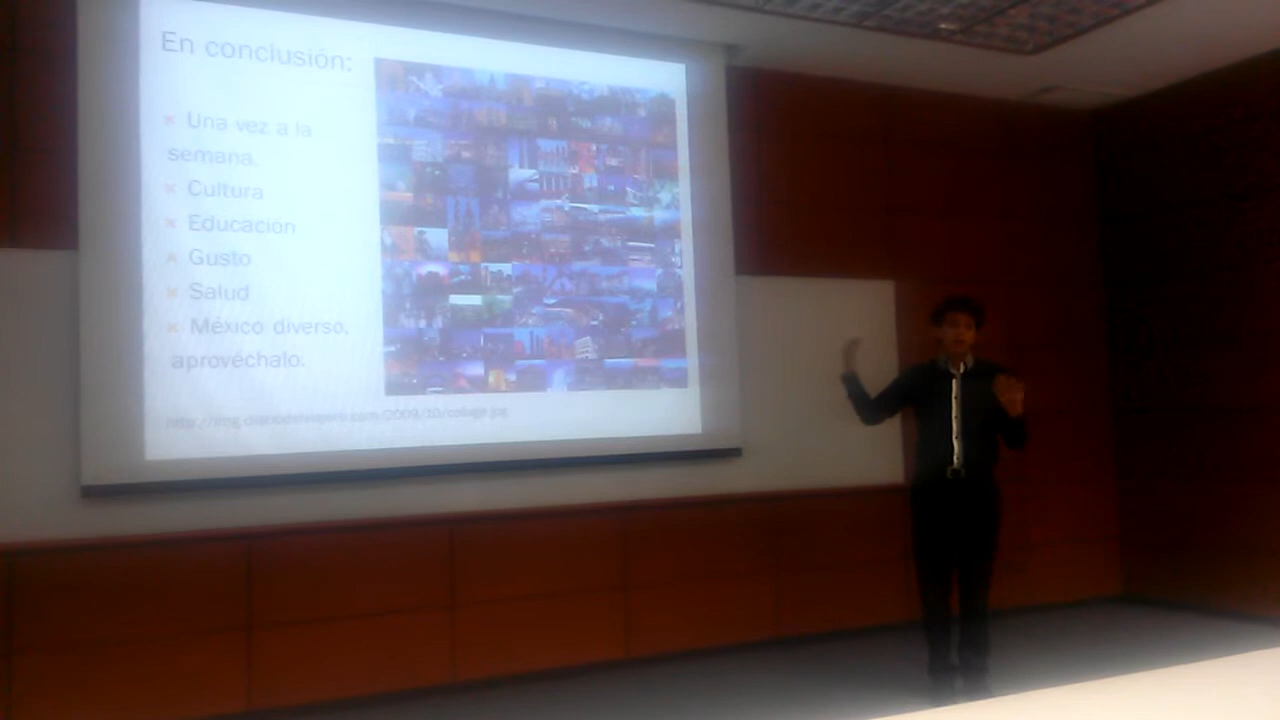 En conclusión:
Una vez a la
semana.
Cultura
Educación
Gusto
Salud
México diverso,
aprovéchalo.